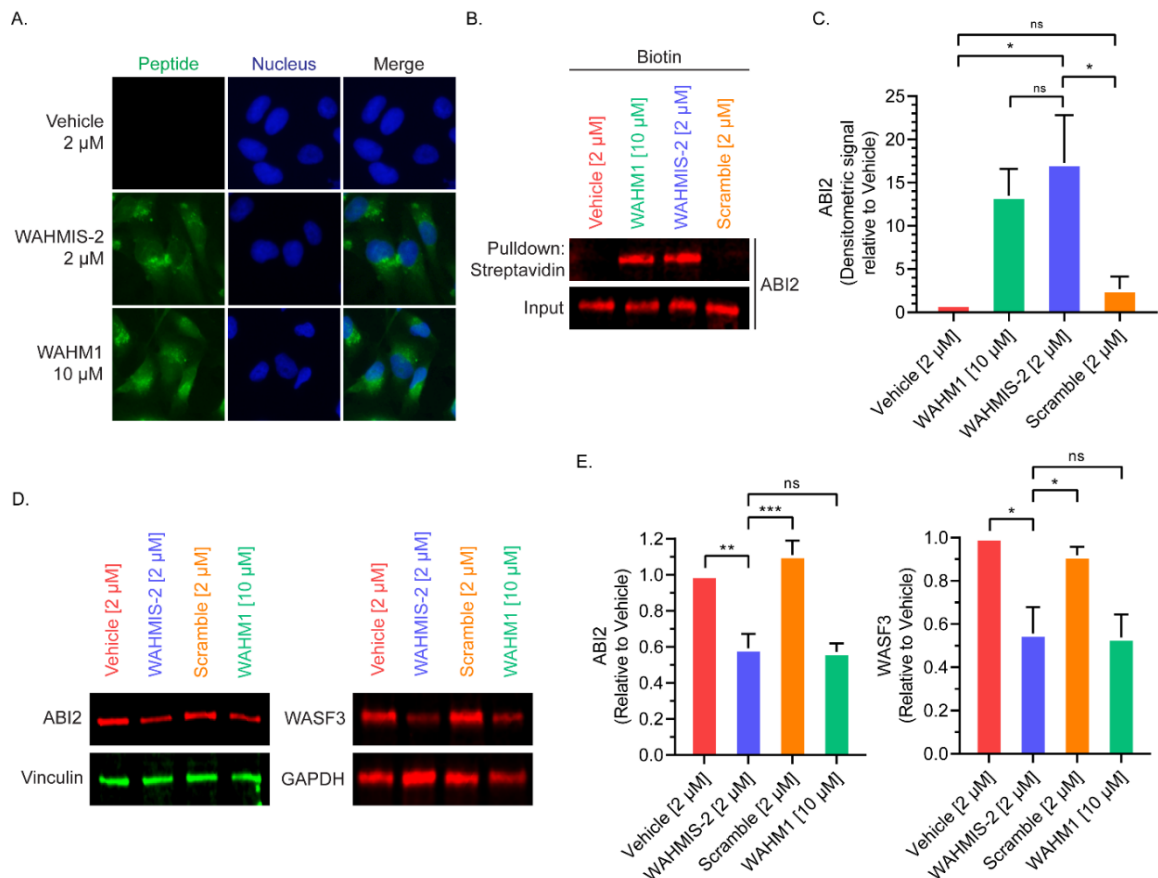 A.
Peptide Nucleus Merge
Vehicle
2 µM
WAHMIS-2
2 µM
WAHM1
10 µM
B.
Biotin
Vehicle [2 µM]
WAHM1 [10 µM]
WAHMIS-2 [2 µM]
Scramble [2 µM]
Pulldown:
Streptavidin
Input
ABI2
C.
ns
*
*
ns
ABI2
(Densitometric signal
relative to Vehicle)
25
20
15
10
5
0
Vehicle [2 µM]
WAHM1 [10 µM]
WAHMIS-2 [2 µM]
Scramble [2 µM]
D.
Vehicle [2 µM]
WAHMIS-2 [2 µM]
Scramble [2 µM]
WAHM1 [10 µM]
ABI2
Vinculin
Vehicle [2 µM]
WAHMIS-2 [2 µM]
Scramble [2 µM]
WAHM1 [10 µM]
WASF3
GAPDH
E.
ns
***
**
ABI2
(Relative to Vehicle)
1.2
1.0
0.8
0.6
0.4
0.2
0.0
Vehicle [2 µM]
WAHMIS-2 [2 µM]
Scramble [2 µM]
WAHM1 [10 µM]
ns
*
*
WASF3
(Relative to Vehicle)
1.0
0.8
0.6
0.4
0.2
0.0
Vehicle [2 µM]
WAHMIS-2 [2 µM]
Scramble [2 µM]
WAHM1 [10 µM]